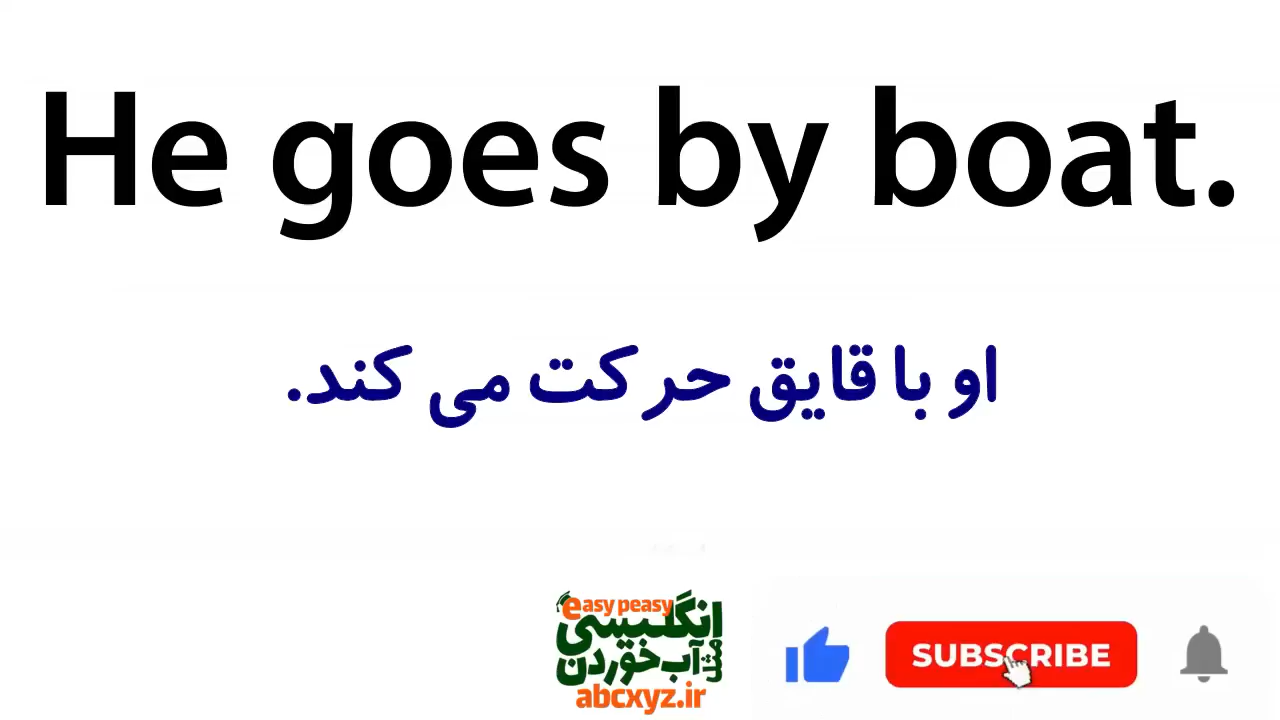 He goes by boat.
او با قایق حرکت می کند.
easy peasy
انگلیسی
مثل آب خوردن
abcxyz.ir
SUBSCRIBE